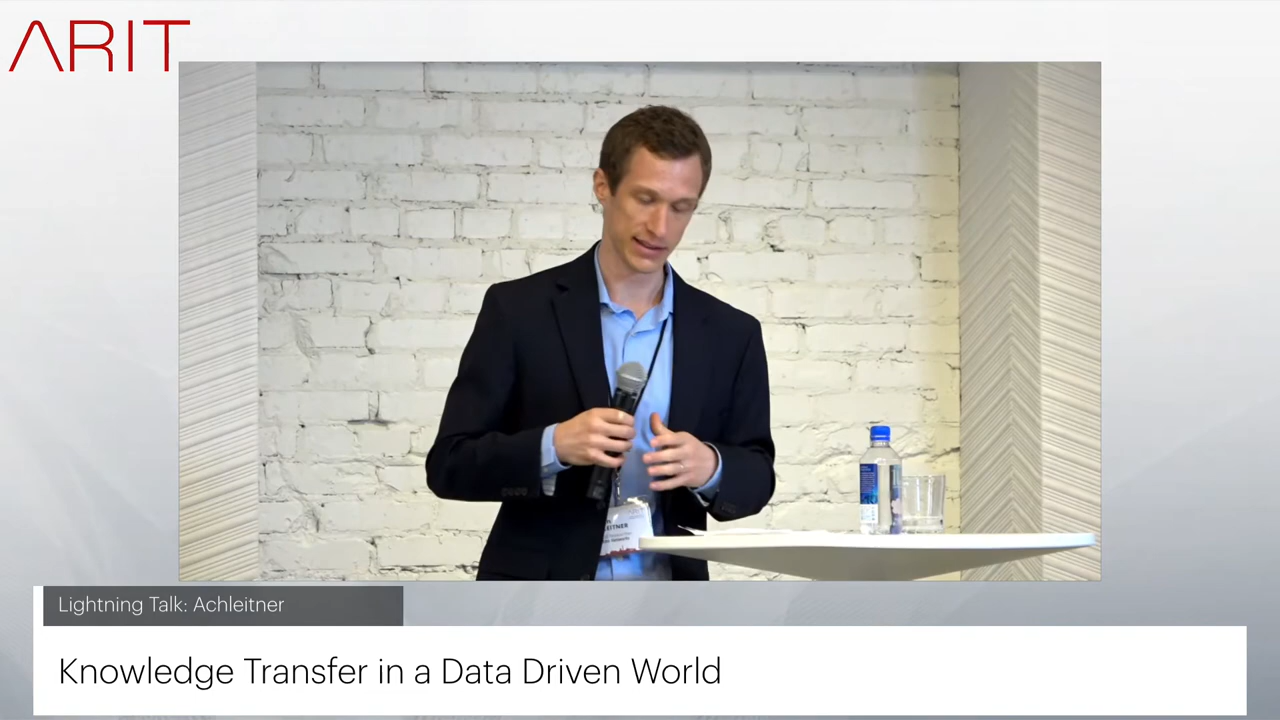 ARIT
Lightning Talk: Achleitner
Knowledge Transfer in a Data Driven World